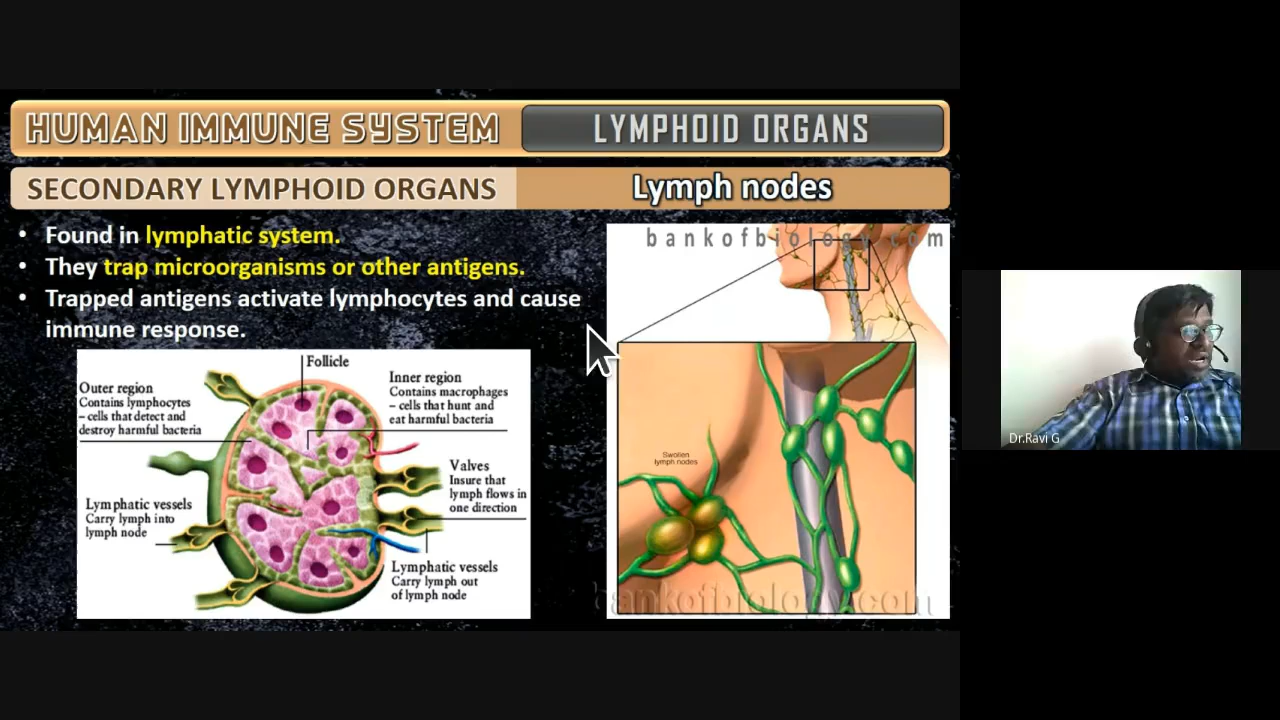 HUMAN IMMUNE SYSTEM LYMPHOID ORGANS
SECONDARY LYMPHOID ORGANS Lymph nodes
• Found in lymphatic system.
• They trap microorganisms or other antigens.
• Trapped antigens activate lymphocytes and cause
immune response.
Follicle
Outer region
Contains lymphocytes
– cells that detect and
destroy harmful bacteria
Inner region
Contains macrophages
– cells that hunt and
eat harmful bacteria
Valves
Insure that
lymph flows in
one direction
Lymphatic vessels
Carry lymph into
lymph node
Lymphatic vessels
Carry lymph out
of lymph node
bankofbiology.com
Swollen
lymph nodes
bankofbiology.com
Dr.Ravi G